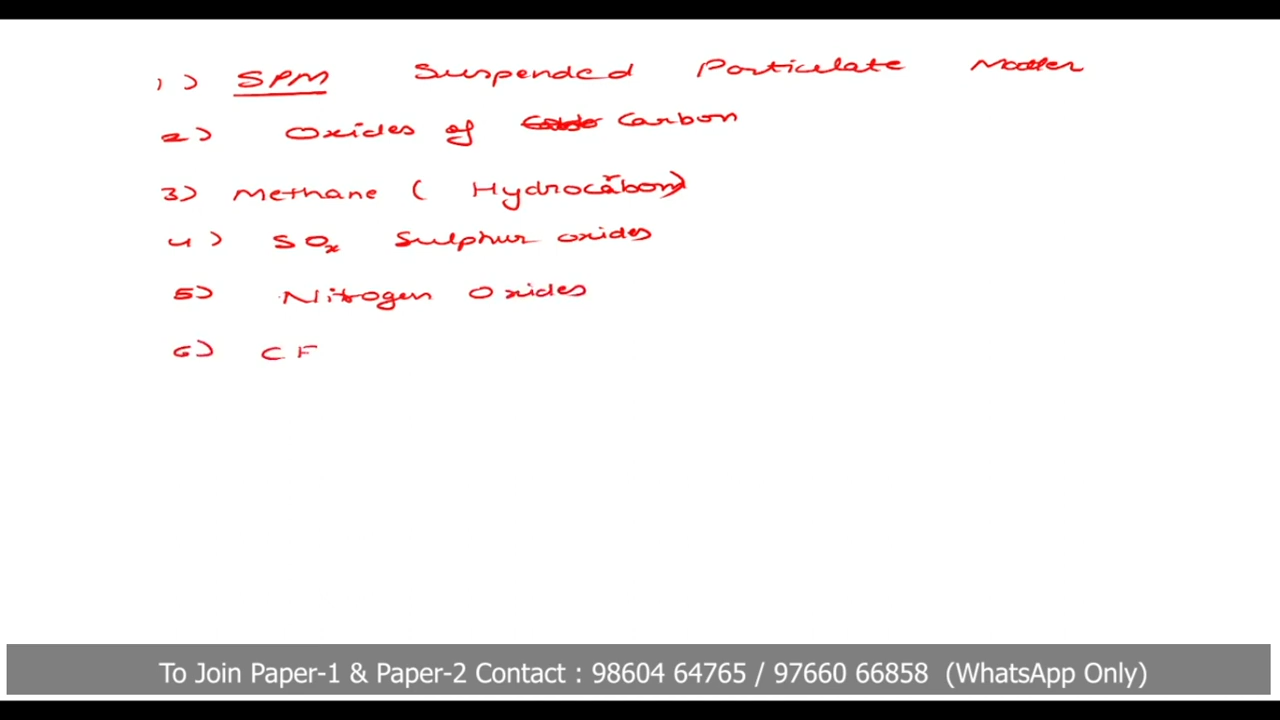 1) SPM Suspended Particulate Matter
2) Oxides of Carbon
3) Methane (Hydrocarbon)
4) SOx Sulphur oxides
5) Nitrogen Oxides
6) CF
To Join Paper-1 & Paper-2 Contact : 98604 64765 / 97660 66858 (WhatsApp Only)